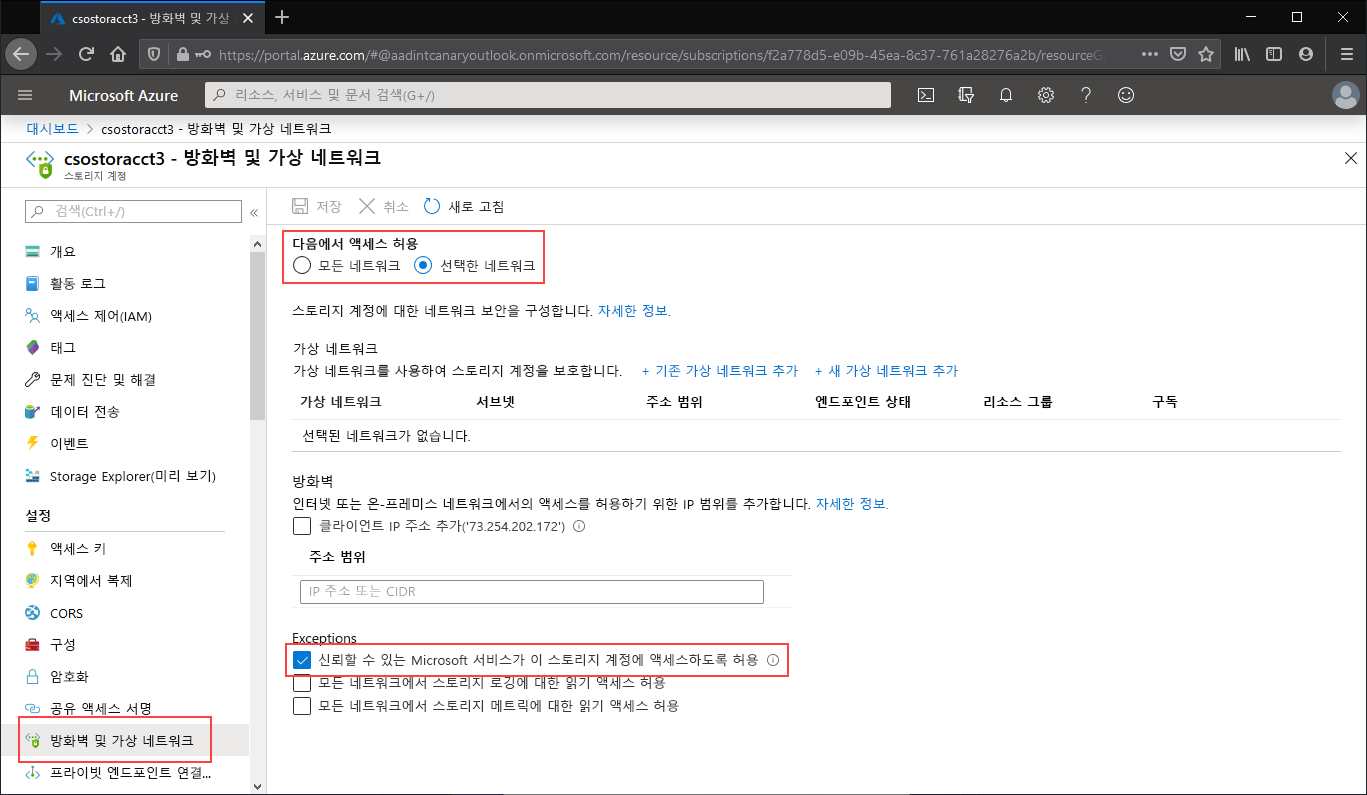 csostoracct3 - 방화벽 및 가상
https://portal.azure.com/#@aadintcanaryoutlook.onmicrosoft.com/resource/subscriptions/f2a778d5-e09b-45ea-8c37-761a28276a2b/resourceG
Microsoft Azure
리소스, 서비스 및 문서 검색(G+/)
대시보드 > csostoracct3 - 방화벽 및 가상 네트워크
csostoracct3 - 방화벽 및 가상 네트워크
스토리지 계정
검색(Ctrl+/)
개요
활동 로그
액세스 제어(IAM)
태그
문제 진단 및 해결
데이터 전송
이벤트
Storage Explorer(미리 보기)
설정
액세스 키
지역에서 복제
CORS
구성
암호화
공유 액세스 서명
방화벽 및 가상 네트워크
프라이빗 엔드포인트 연결...
저장 취소 새로 고침
다음에서 액세스 허용
모든 네트워크 선택한 네트워크
스토리지 계정에 대한 네트워크 보안을 구성합니다. 자세한 정보.
가상 네트워크
가상 네트워크를 사용하여 스토리지 계정을 보호합니다. + 기존 가상 네트워크 추가 + 새 가상 네트워크 추가
가상 네트워크 서브넷 주소 범위 엔드포인트 상태 리소스 그룹 구독
선택된 네트워크가 없습니다.
방화벽
인터넷 또는 온-프레미스 네트워크에서의 액세스를 허용하기 위한 IP 범위를 추가합니다. 자세한 정보.
클라이언트 IP 주소 추가('73.254.202.172')
주소 범위
IP 주소 또는 CIDR
Exceptions
신뢰할 수 있는 Microsoft 서비스가 이 스토리지 계정에 액세스하도록 허용
모든 네트워크에서 스토리지 로깅에 대한 읽기 액세스 허용
모든 네트워크에서 스토리지 메트릭에 대한 읽기 액세스 허용